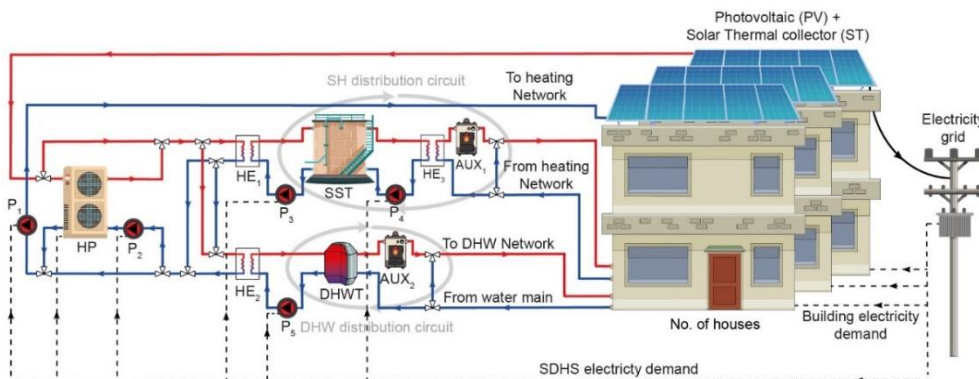 Photovoltaic (PV) +
Solar Thermal collector (ST)
SH distribution circuit
To heating
Network
Electricity
grid
AUX₁
HE₁
SST
HE₃
From heating
Network
P₁
P₃
P₄
HP
P₂
To DHW Network
AUX₂
HE₂
DHWT
From water main
P₅
DHW distribution circuit
No. of houses
Building electricity
demand
SDHS electricty demand